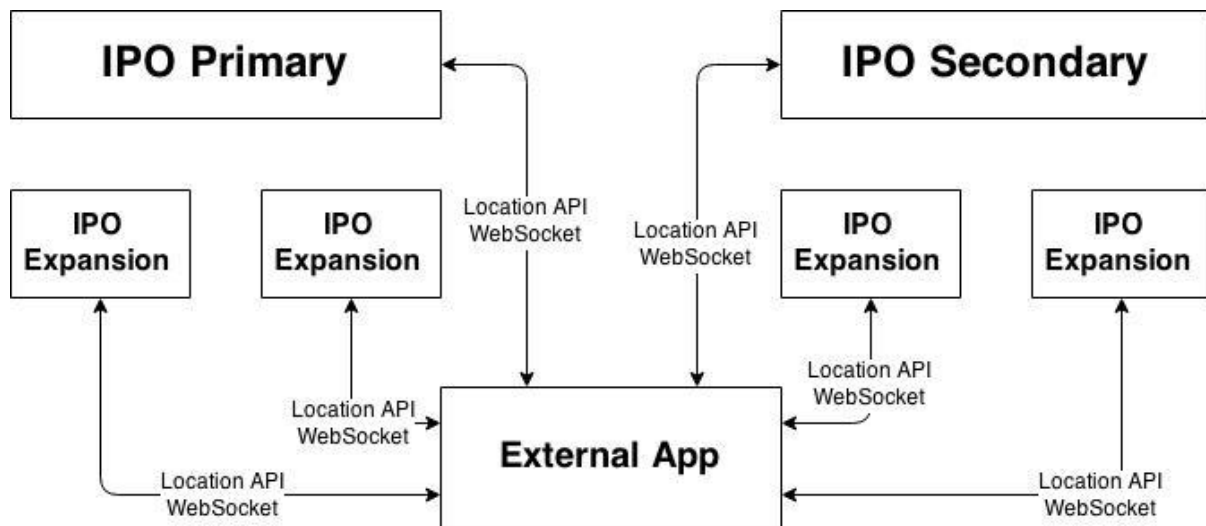 IPO Primary
IPO Secondary
IPO
Expansion
IPO
Expansion
Location API
WebSocket
Location API
WebSocket
IPO
Expansion
IPO
Expansion
Location API
WebSocket
Location API
WebSocket
External App
Location API
WebSocket
Location API
WebSocket